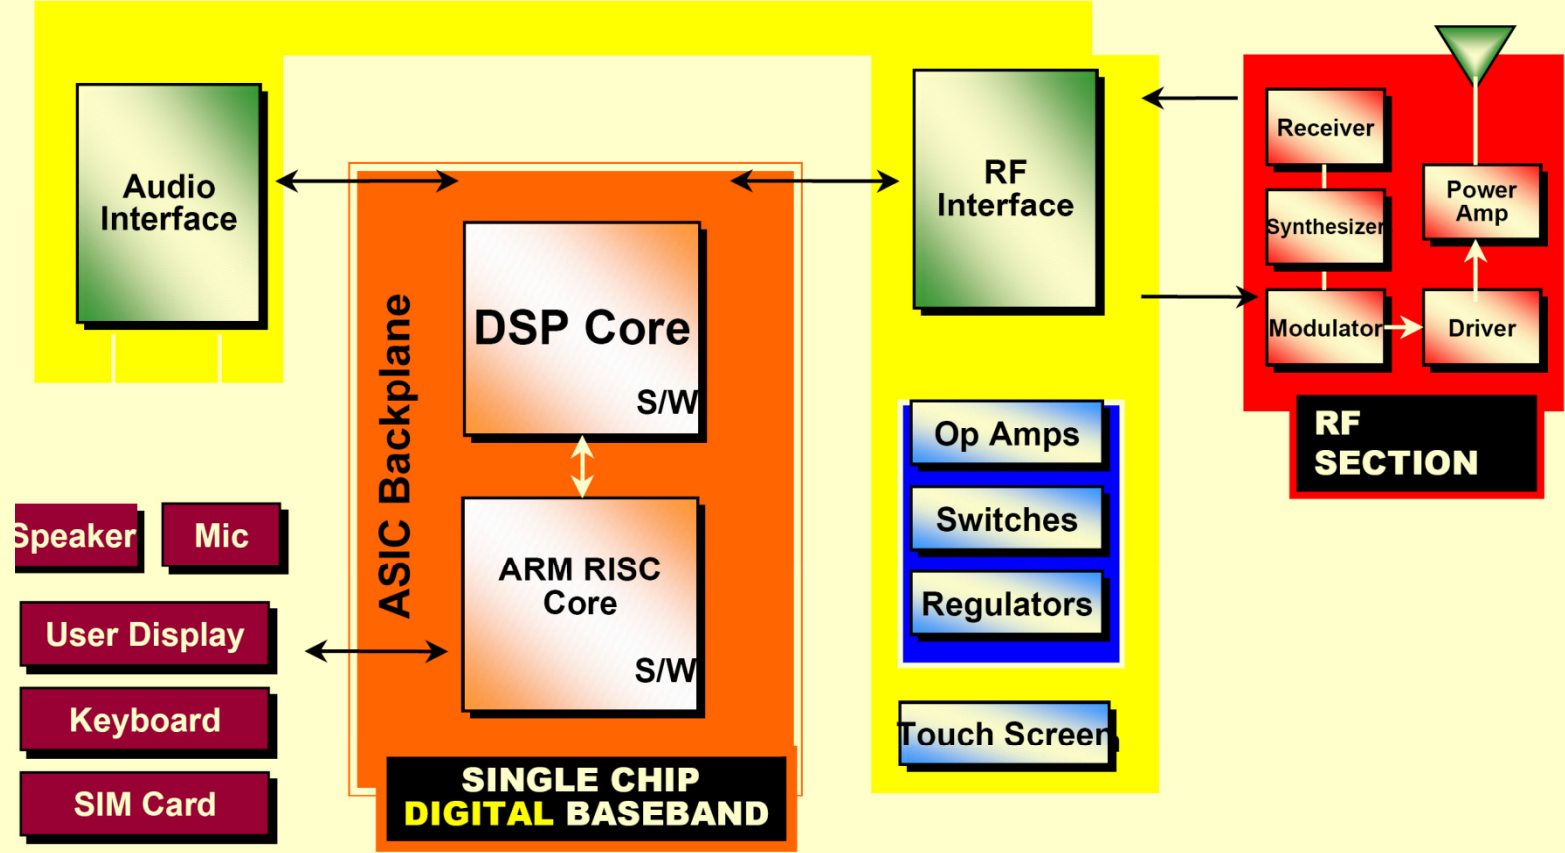 Audio
Interface
ASIC Backplane
DSP Core
S/W
ARM RISC
Core
S/W
SINGLE CHIP
DIGITAL BASEBAND
Speaker
Mic
User Display
Keyboard
SIM Card
RF
Interface
Op Amps
Switches
Regulators
Touch Screen
Receiver
Synthesizer
Modulator
Power
Amp
Driver
RF
SECTION